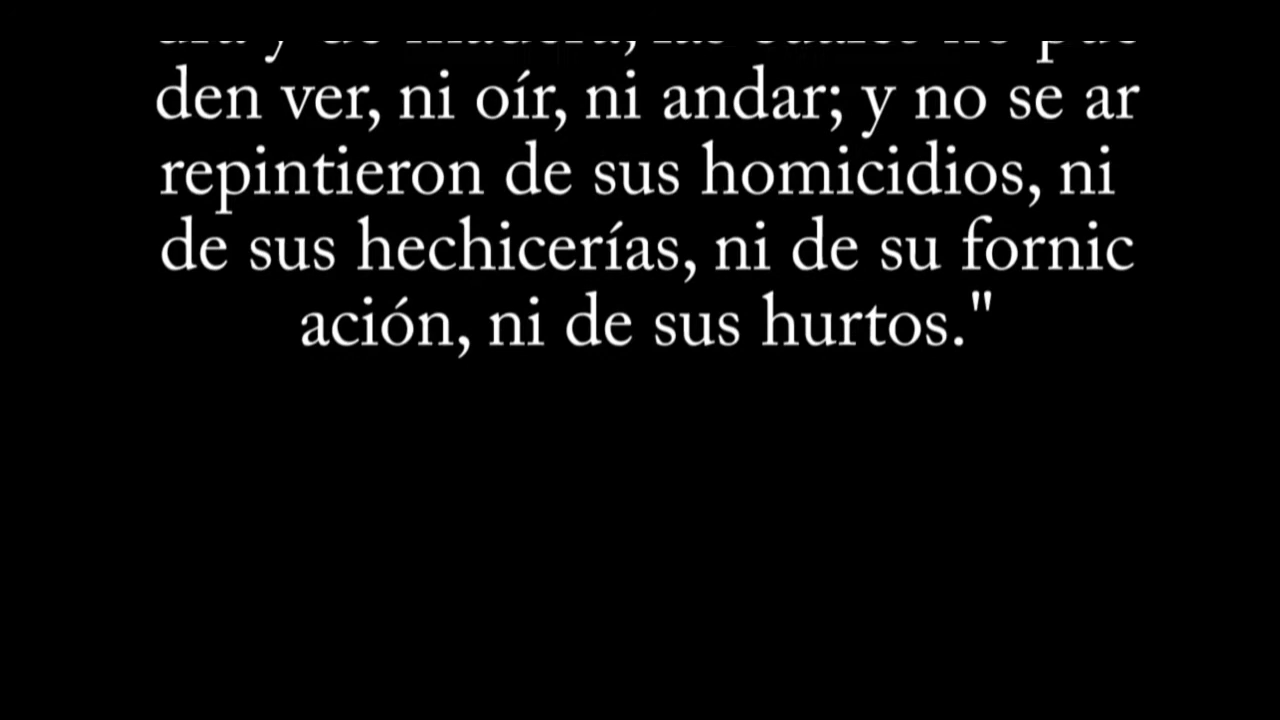 den ver, ni oír, ni andar; y no se ar
repintieron de sus homicidios, ni
de sus hechicerías, ni de su fornic
ación, ni de sus hurtos."